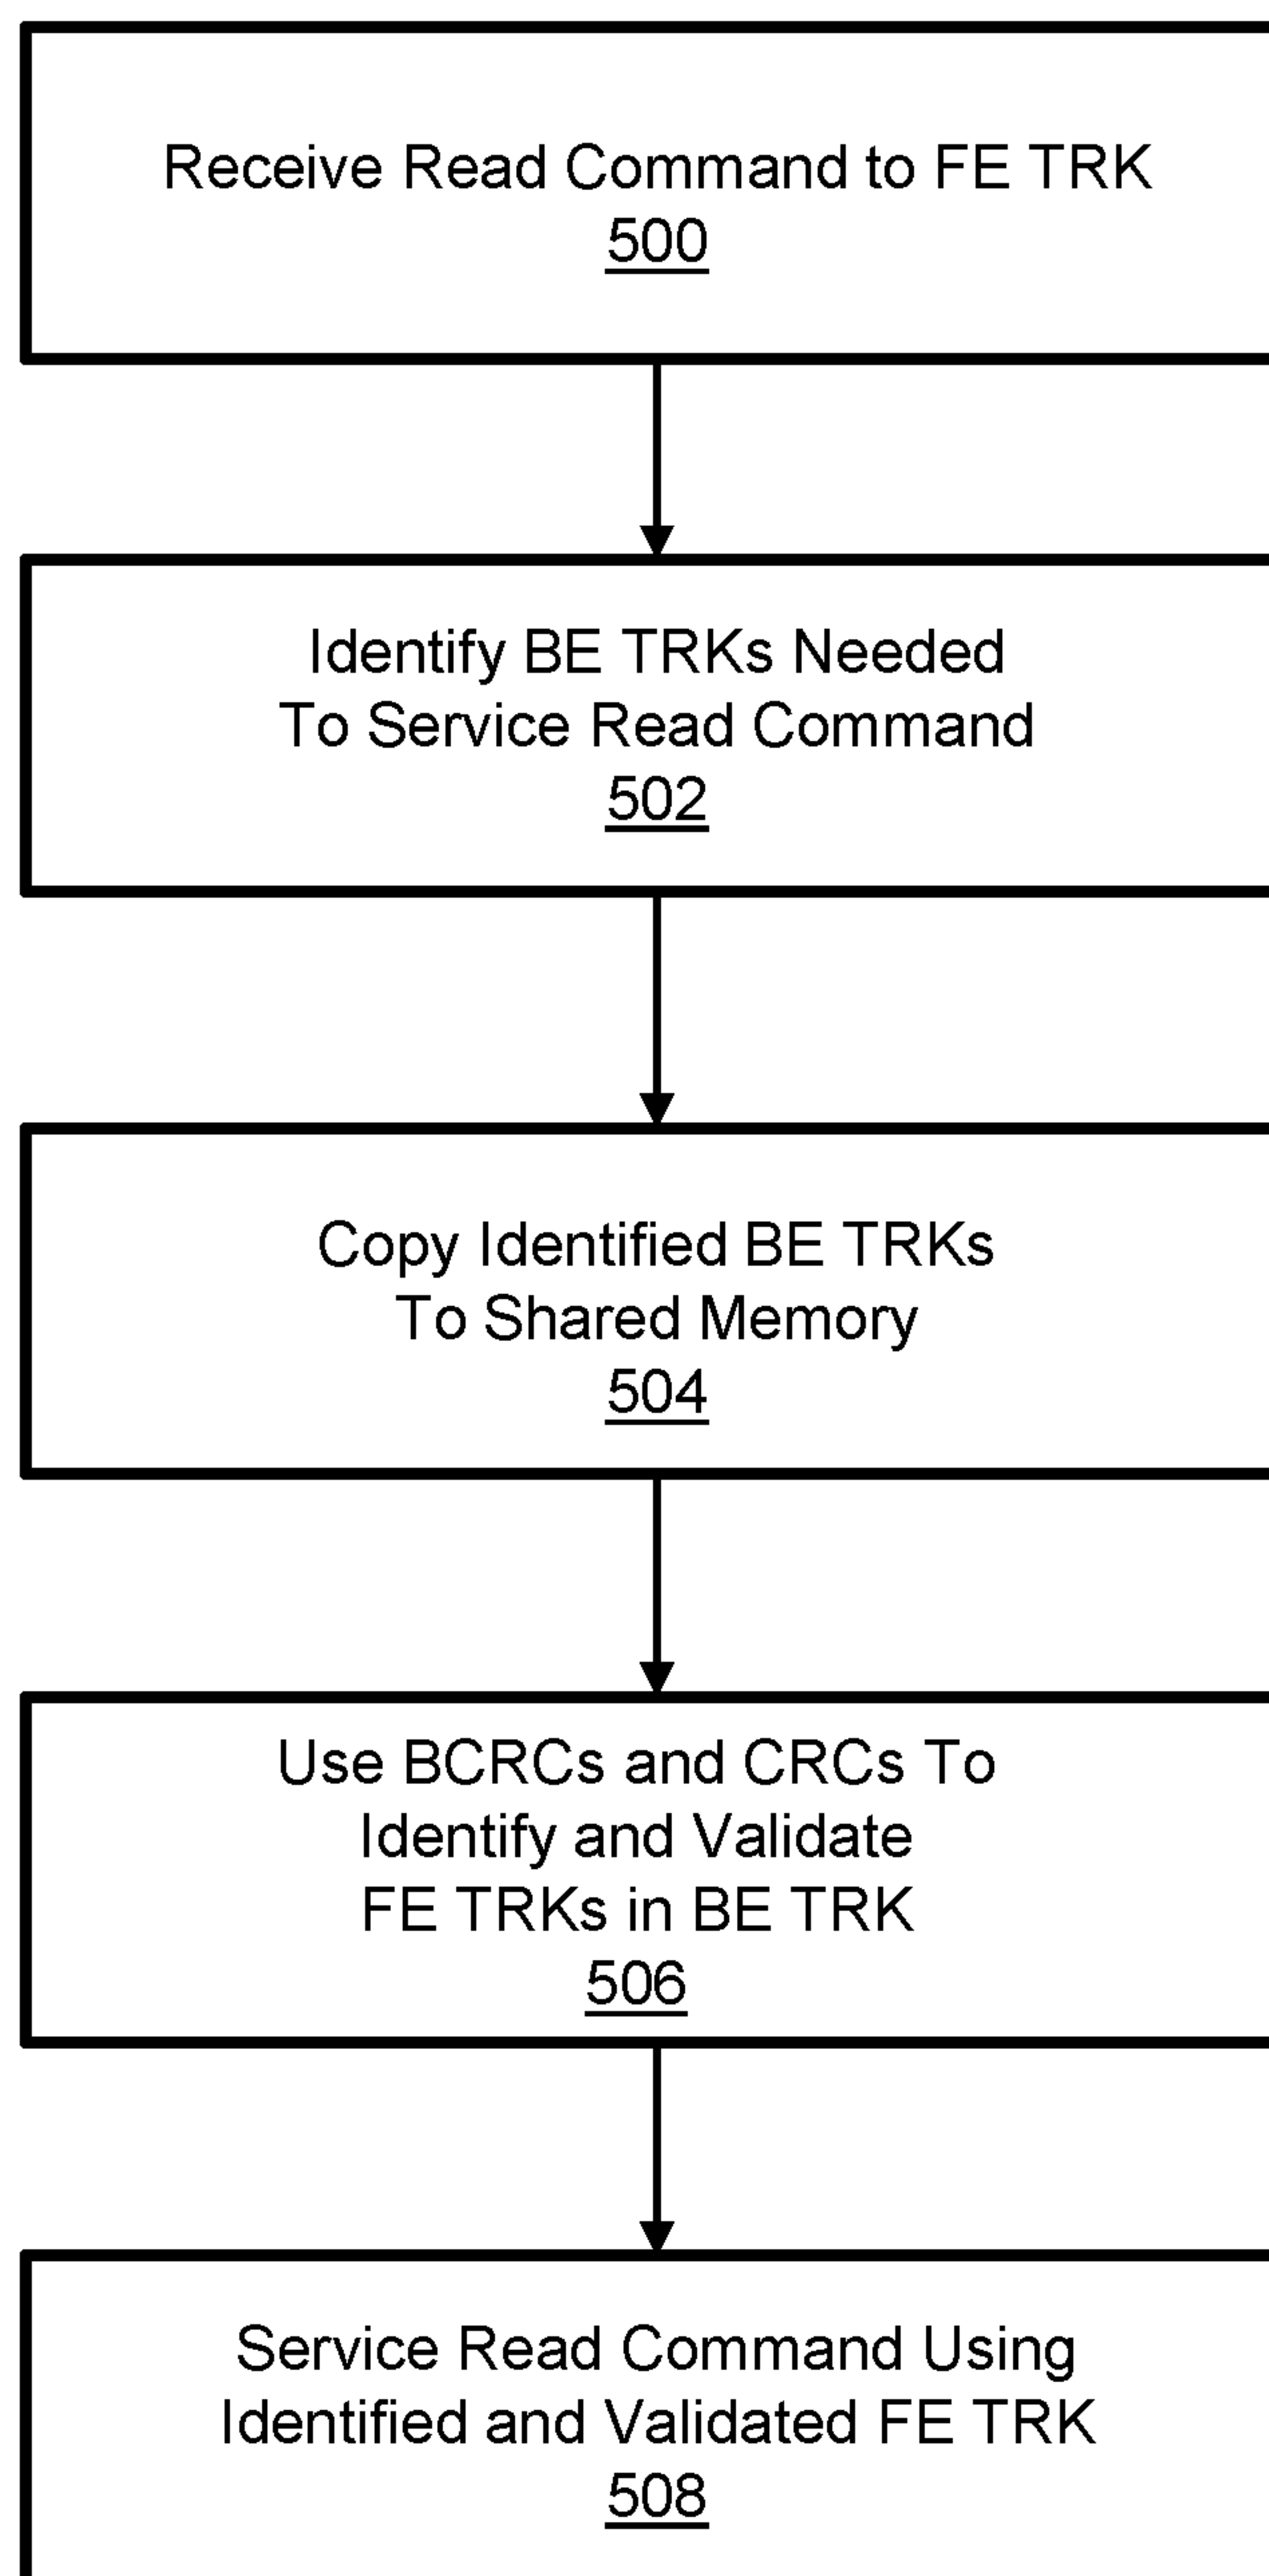 Receive Read Command to FE TRK
500
Identify BE TRKs Needed
To Service Read Command
502
Copy Identified BE TRKs
To Shared Memory
504
Use BCRCs and CRCs To
Identify and Validate
FE TRKs in BE TRK
506
Service Read Command Using
Identified and Validated FE TRK
508